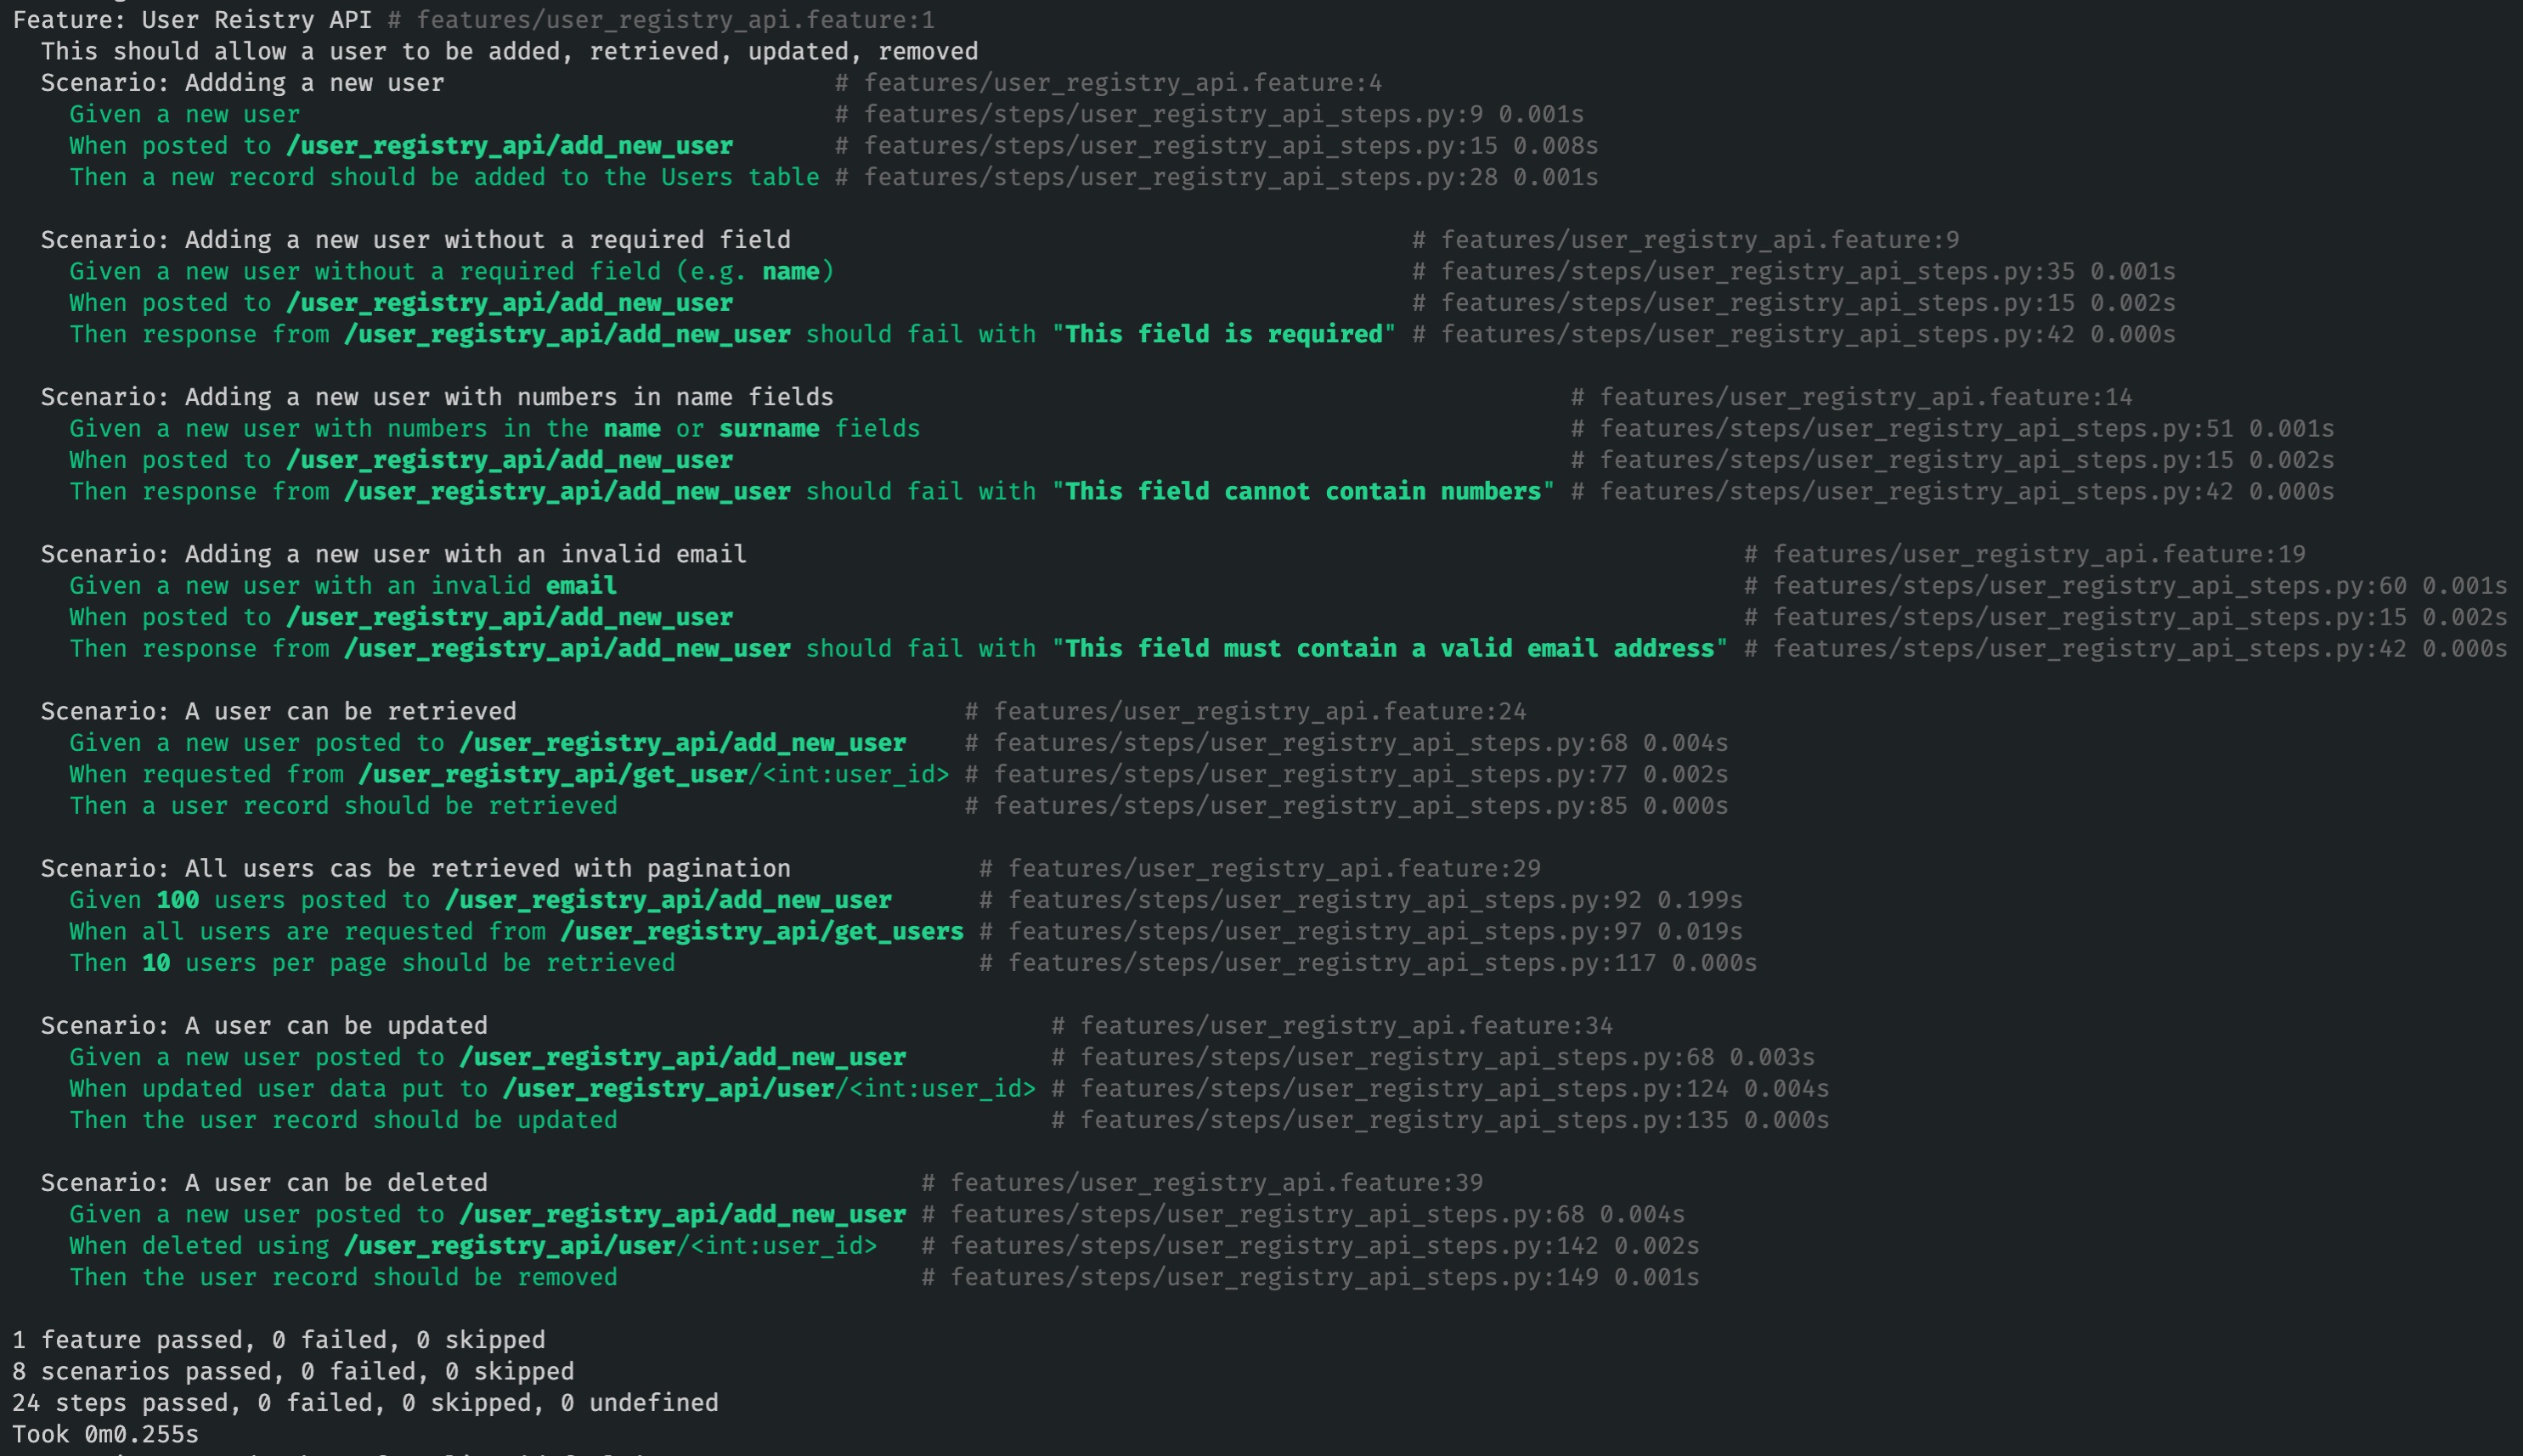 Feature: User Reistry API # features/user_registry_api.feature:1
This should allow a user to be added, retrieved, updated, removed
Scenario: Addding a new user # features/user_registry_api.feature:4
Given a new user # features/steps/user_registry_api_steps.py:9 0.001s
When posted to /user_registry_api/add_new_user # features/steps/user_registry_api_steps.py:15 0.008s
Then a new record should be added to the Users table # features/steps/user_registry_api_steps.py:28 0.001s
Scenario: Adding a new user without a required field # features/user_registry_api.feature:9
Given a new user without a required field (e.g. name) # features/steps/user_registry_api_steps.py:35 0.001s
When posted to /user_registry_api/add_new_user # features/steps/user_registry_api_steps.py:15 0.002s
Then response from /user_registry_api/add_new_user should fail with "This field is required" # features/steps/user_registry_api_steps.py:42 0.000s
Scenario: Adding a new user with numbers in name fields # features/user_registry_api.feature:14
Given a new user with numbers in the name or surname fields # features/steps/user_registry_api_steps.py:51 0.001s
When posted to /user_registry_api/add_new_user # features/steps/user_registry_api_steps.py:15 0.002s
Then response from /user_registry_api/add_new_user should fail with "This field cannot contain numbers" # features/steps/user_registry_api_steps.py:42 0.000s
Scenario: Adding a new user with an invalid email # features/user_registry_api.feature:19
Given a new user with an invalid email # features/steps/user_registry_api_steps.py:60 0.001s
When posted to /user_registry_api/add_new_user # features/steps/user_registry_api_steps.py:15 0.002s
Then response from /user_registry_api/add_new_user should fail with "This field must contain a valid email address" # features/steps/user_registry_api_steps.py:42 0.000s
Scenario: A user can be retrieved # features/user_registry_api.feature:24
Given a new user posted to /user_registry_api/add_new_user # features/steps/user_registry_api_steps.py:68 0.004s
When requested from /user_registry_api/get_user/<int:user_id> # features/steps/user_registry_api_steps.py:77 0.002s
Then a user record should be retrieved # features/steps/user_registry_api_steps.py:85 0.000s
Scenario: All users cas be retrieved with pagination # features/user_registry_api.feature:29
Given 100 users posted to /user_registry_api/add_new_user # features/steps/user_registry_api_steps.py:92 0.199s
When all users are requested from /user_registry_api/get_users # features/steps/user_registry_api_steps.py:97 0.019s
Then 10 users per page should be retrieved # features/steps/user_registry_api_steps.py:117 0.000s
Scenario: A user can be updated # features/user_registry_api.feature:34
Given a new user posted to /user_registry_api/add_new_user # features/steps/user_registry_api_steps.py:68 0.003s
When updated user data put to /user_registry_api/user/<int:user_id> # features/steps/user_registry_api_steps.py:124 0.004s
Then the user record should be updated # features/steps/user_registry_api_steps.py:135 0.000s
Scenario: A user can be deleted # features/user_registry_api.feature:39
Given a new user posted to /user_registry_api/add_new_user # features/steps/user_registry_api_steps.py:68 0.004s
When deleted using /user_registry_api/user/<int:user_id> # features/steps/user_registry_api_steps.py:142 0.002s
Then the user record should be removed # features/steps/user_registry_api_steps.py:149 0.001s
1 feature passed, 0 failed, 0 skipped
8 scenarios passed, 0 failed, 0 skipped
24 steps passed, 0 failed, 0 skipped, 0 undefined
Took 0m0.255s